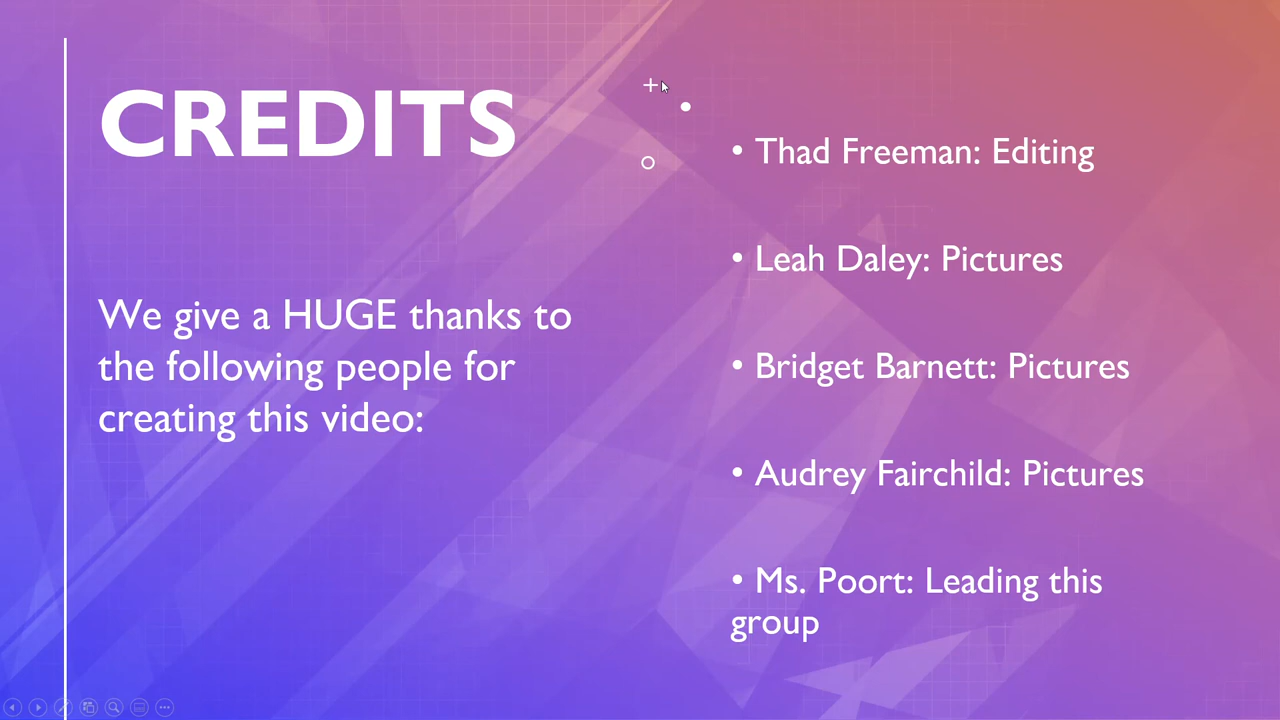 CREDITS
We give a HUGE thanks to
the following people for
creating this video:
• Thad Freeman: Editing
• Leah Daley: Pictures
• Bridget Barnett: Pictures
• Audrey Fairchild: Pictures
• Ms. Poort: Leading this
group